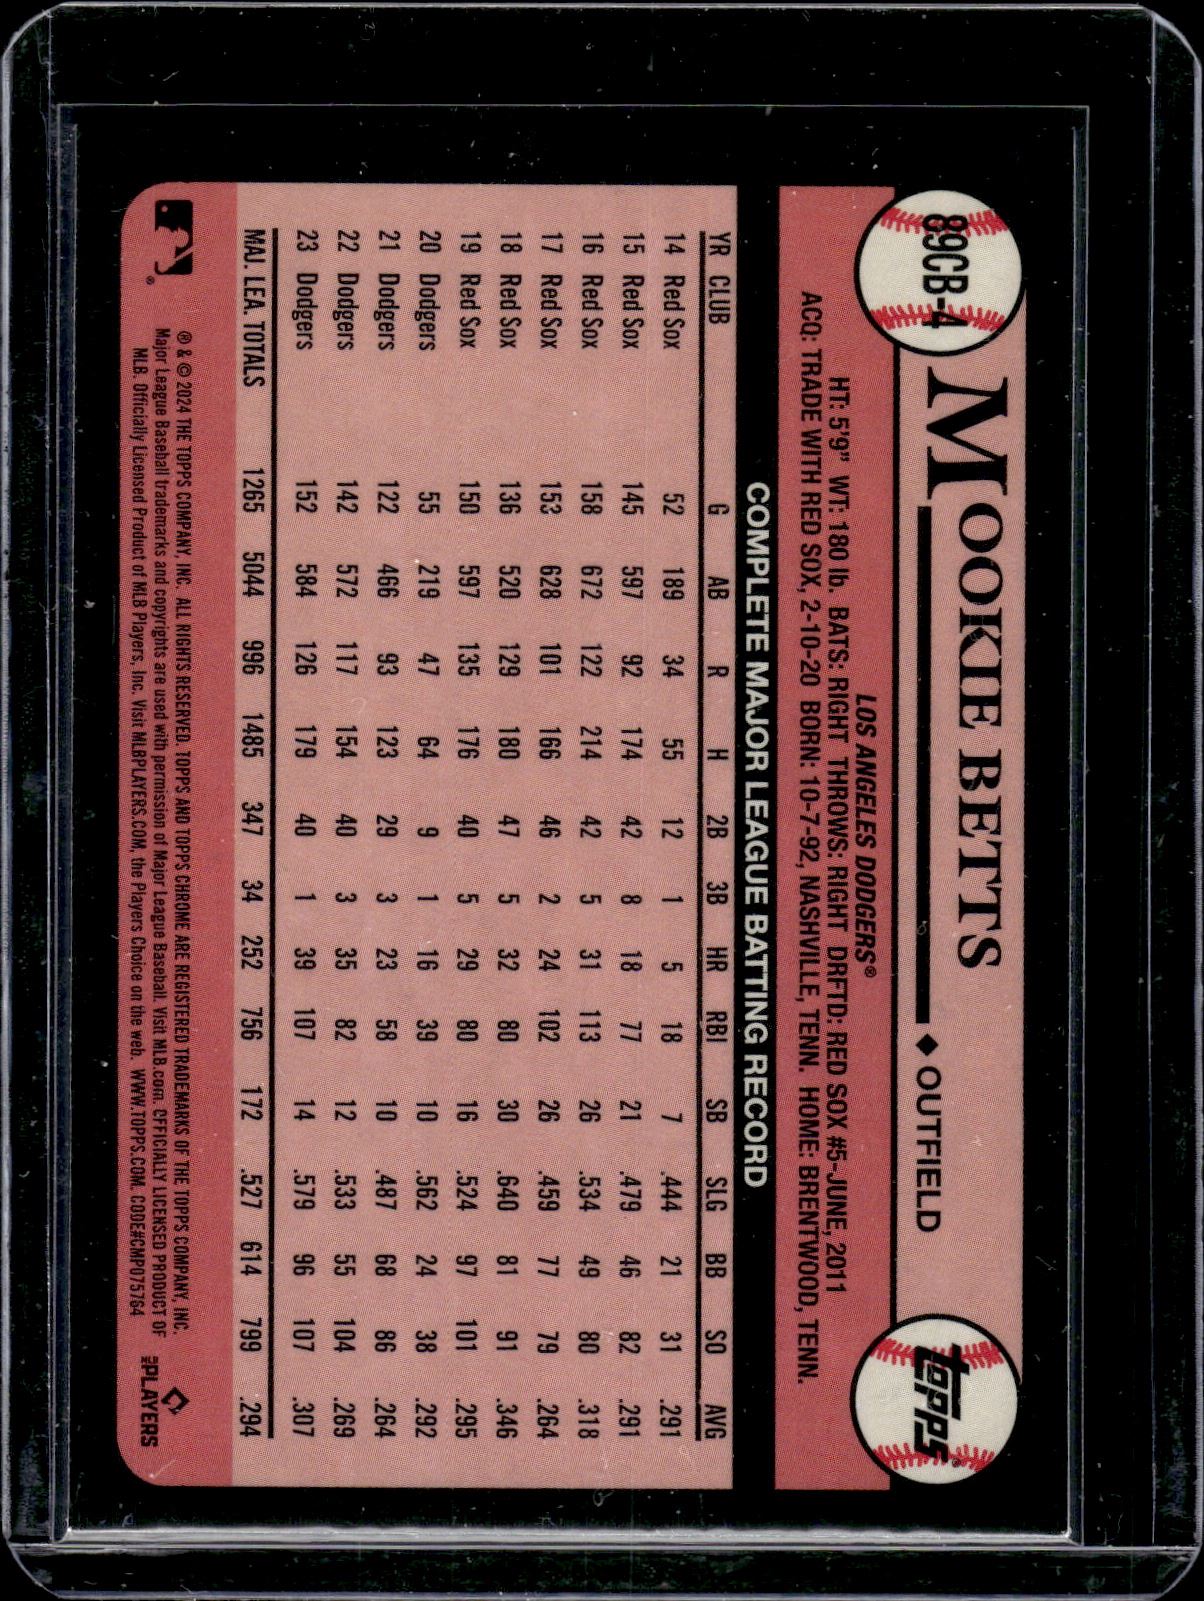 89CB-4
MOOKIE BETTS
◆ OUTFIELD
topps®
LOS ANGELES DODGERS®
HT: 5'9" WT: 180 lb. BATS: RIGHT THROWS: RIGHT DRFTD: RED SOX #5-JUNE, 2011
ACQ: TRADE WITH RED SOX, 2-10-20 BORN: 10-7-92, NASHVILLE, TENN. HOME: BRENTWOOD, TENN.
COMPLETE MAJOR LEAGUE BATTING RECORD
YR CLUB G AB R H 2B 3B HR RBI SB SLG BB SO AVG
14 Red Sox 52 189 34 55 12 1 5 18 7 .444 21 31 .291
15 Red Sox 145 597 92 174 42 8 18 77 21 .479 46 82 .291
16 Red Sox 158 672 122 214 42 5 31 113 26 .534 49 80 .318
17 Red Sox 153 628 101 166 46 2 24 102 26 .459 77 79 .264
18 Red Sox 136 520 129 180 47 5 32 80 30 .640 81 91 .346
19 Red Sox 150 597 135 176 40 5 29 80 16 .524 97 101 .295
20 Dodgers 55 219 47 64 9 1 16 39 10 .562 24 38 .292
21 Dodgers 122 466 93 123 29 3 23 58 10 .487 68 86 .264
22 Dodgers 142 572 117 154 40 3 35 82 12 .533 55 104 .269
23 Dodgers 152 584 126 179 40 1 39 107 14 .579 96 107 .307
MAJ. LEA. TOTALS 1265 5044 996 1485 347 34 252 756 172 .527 614 799 .294
® & © 2024 THE TOPPS COMPANY, INC. ALL RIGHTS RESERVED. TOPPS AND TOPPS CHROME ARE REGISTERED TRADEMARKS OF THE TOPPS COMPANY, INC.
Major League Baseball trademarks and copyrights are used with permission of Major League Baseball. Visit MLB.com. OFFICIALLY LICENSED PRODUCT OF
MLB. Officially Licensed Product of MLB Players, Inc. Visit MLBPLAYERS.COM, the Players Choice on the web. WWW.TOPPS.COM. CODE#CMP075764
MLB PLAYERS